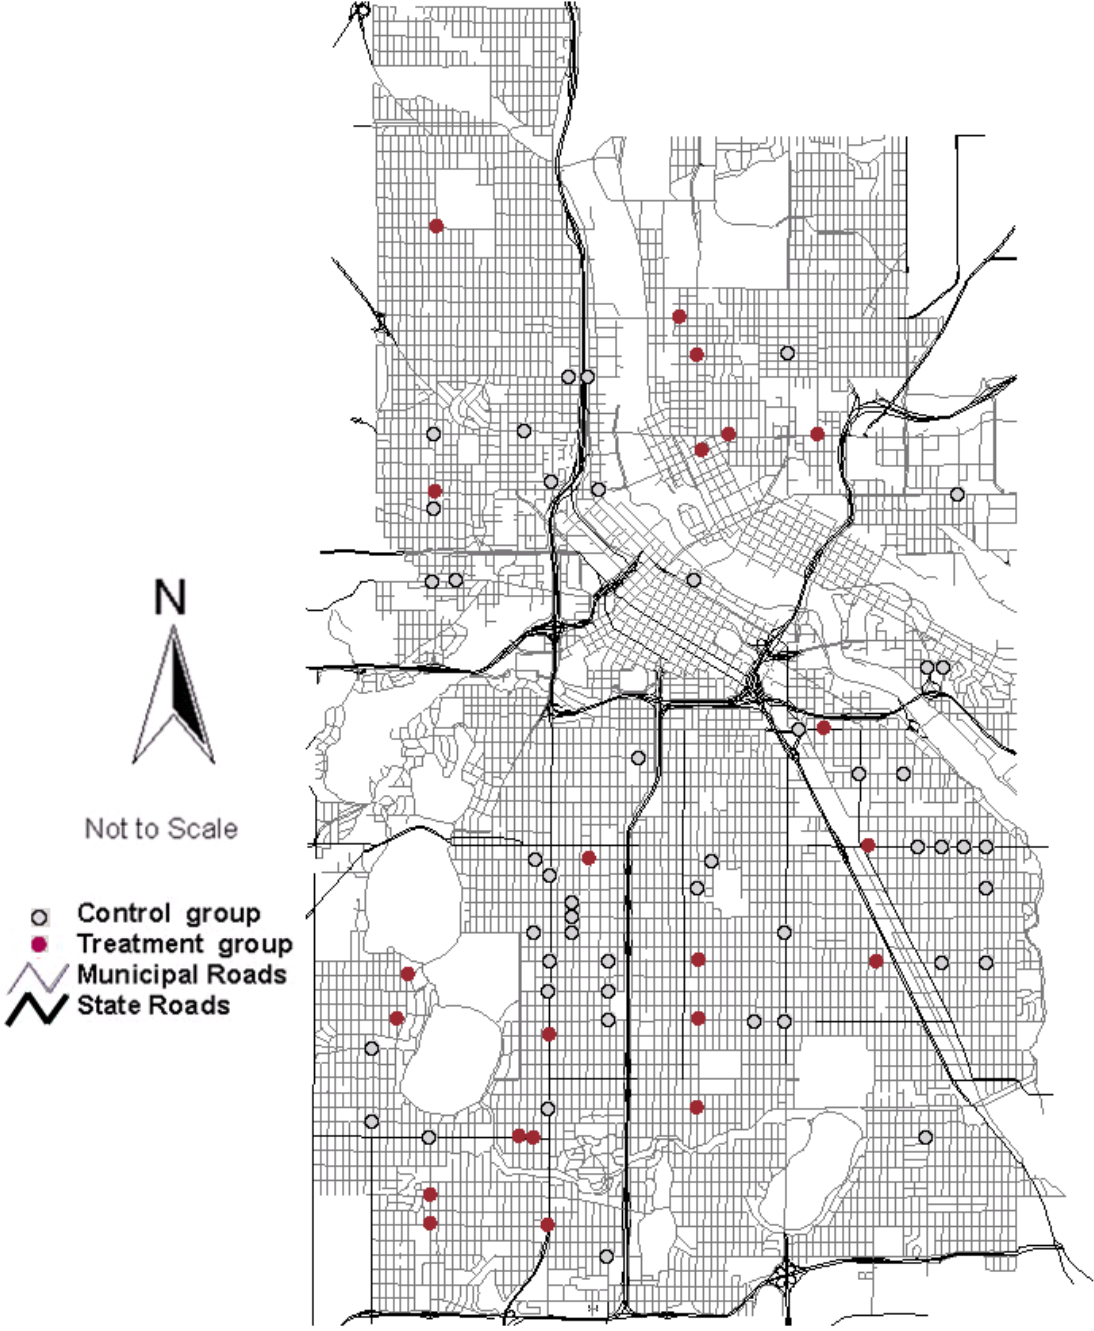 N
Not to Scale
Control group
Treatment group
Municipal Roads
State Roads